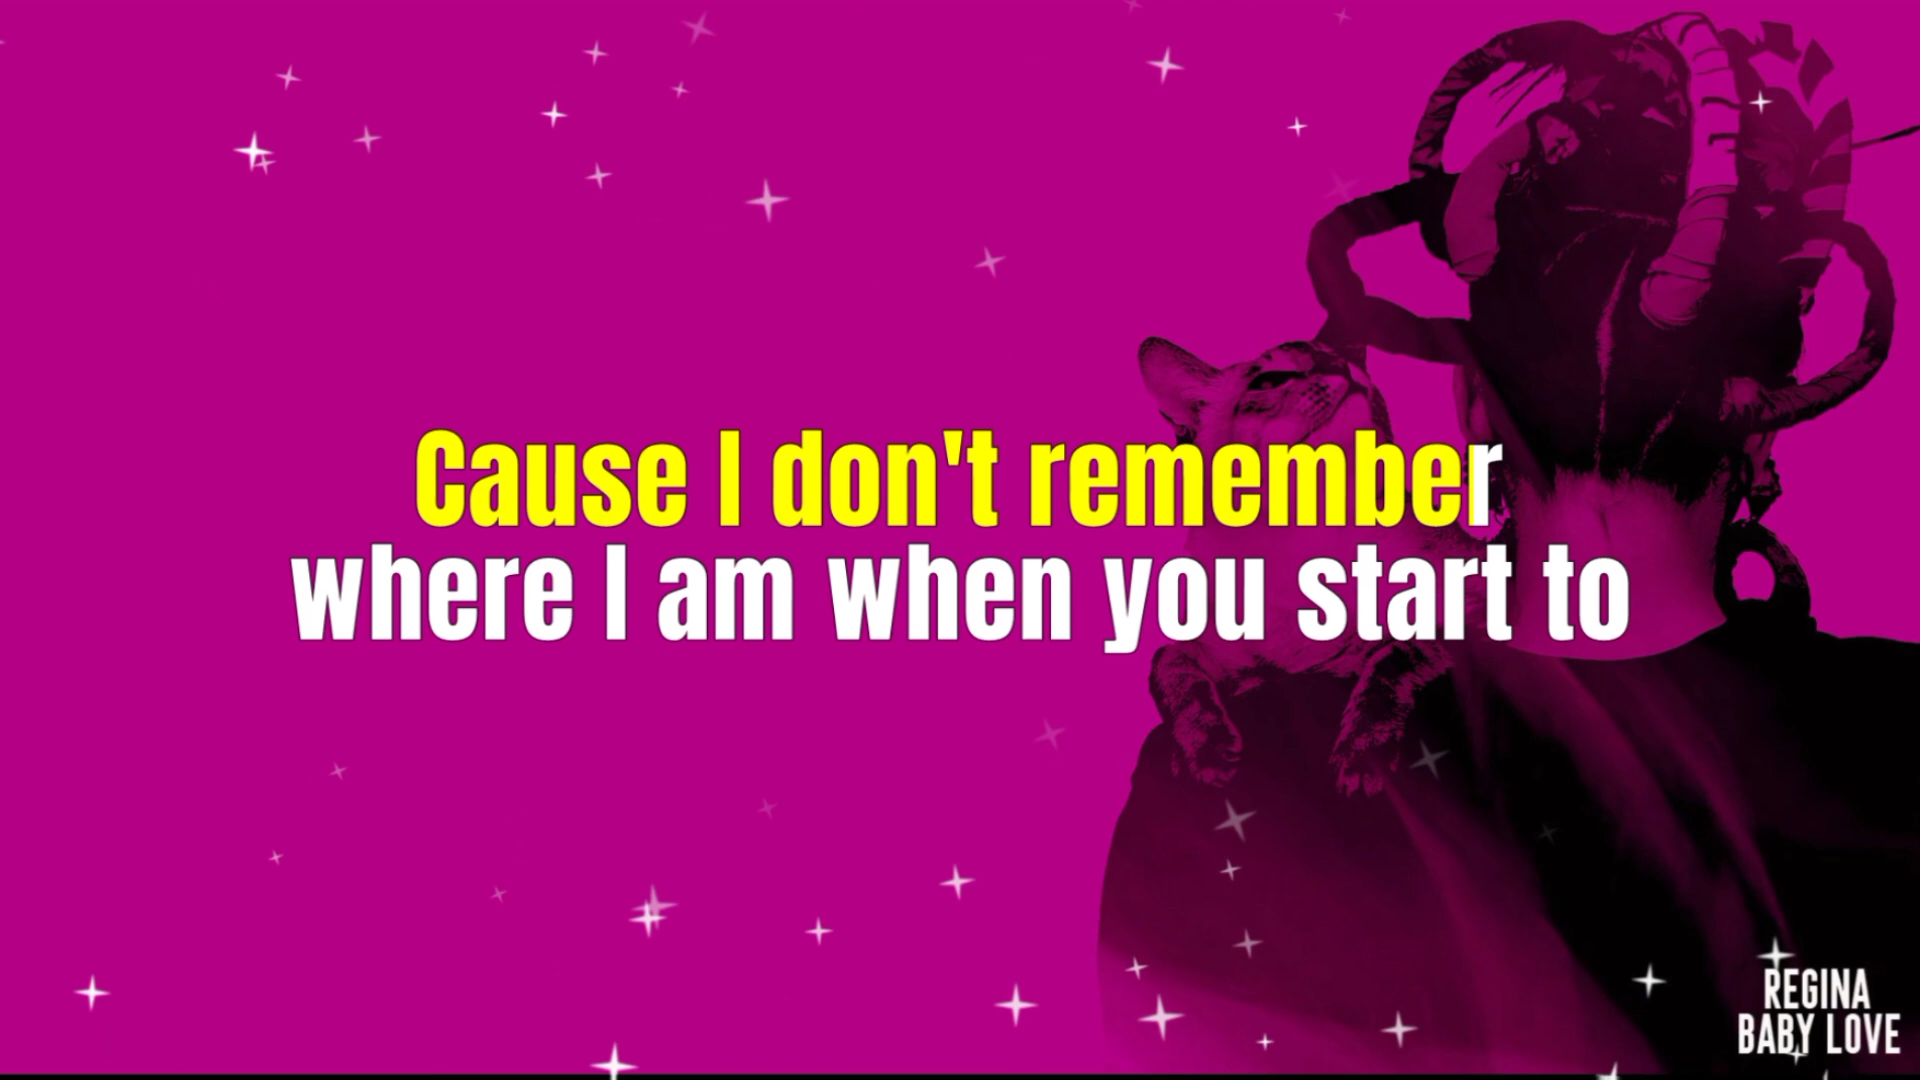 Cause I don't remember
where I am when you start to
REGINA
BABY LOVE